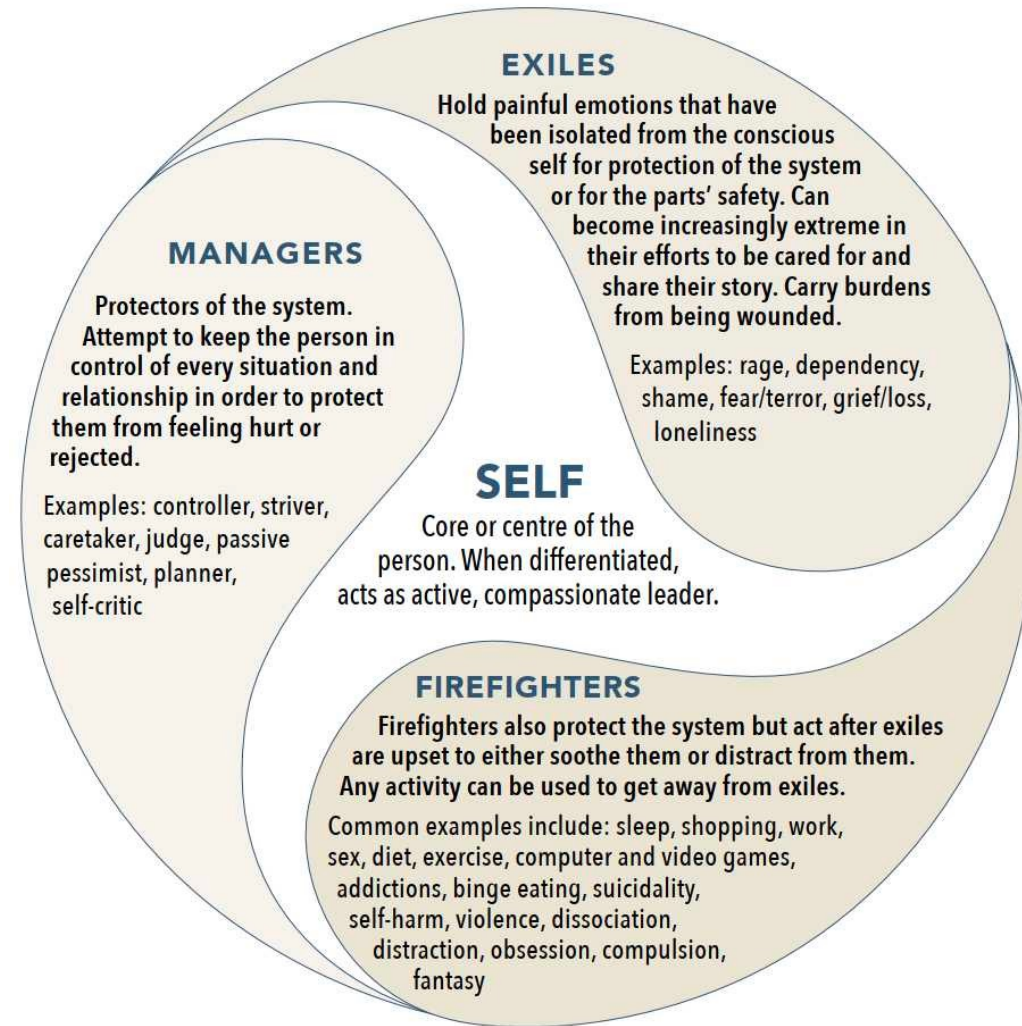 EXILES
Hold painful emotions that have
been isolated from the conscious
self for protection of the system
or for the parts’ safety. Can
become increasingly extreme in
their efforts to be cared for and
share their story. Carry burdens
from being wounded.
Examples: rage, dependency,
shame, fear/terror, grief/loss,
loneliness
MANAGERS
Protectors of the system.
Attempt to keep the person in
control of every situation and
relationship in order to protect
them from feeling hurt or
rejected.
Examples: controller, striver,
caretaker, judge, passive
pessimist, planner,
self-critic
SELF
Core or centre of the
person. When differentiated,
acts as active, compassionate leader.
FIREFIGHTERS
Firefighters also protect the system but act after exiles
are upset to either soothe them or distract from them.
Any activity can be used to get away from exiles.
Common examples include: sleep, shopping, work,
sex, diet, exercise, computer and video games,
addictions, binge eating, suicidality,
self-harm, violence, dissociation,
distraction, obsession, compulsion,
fantasy